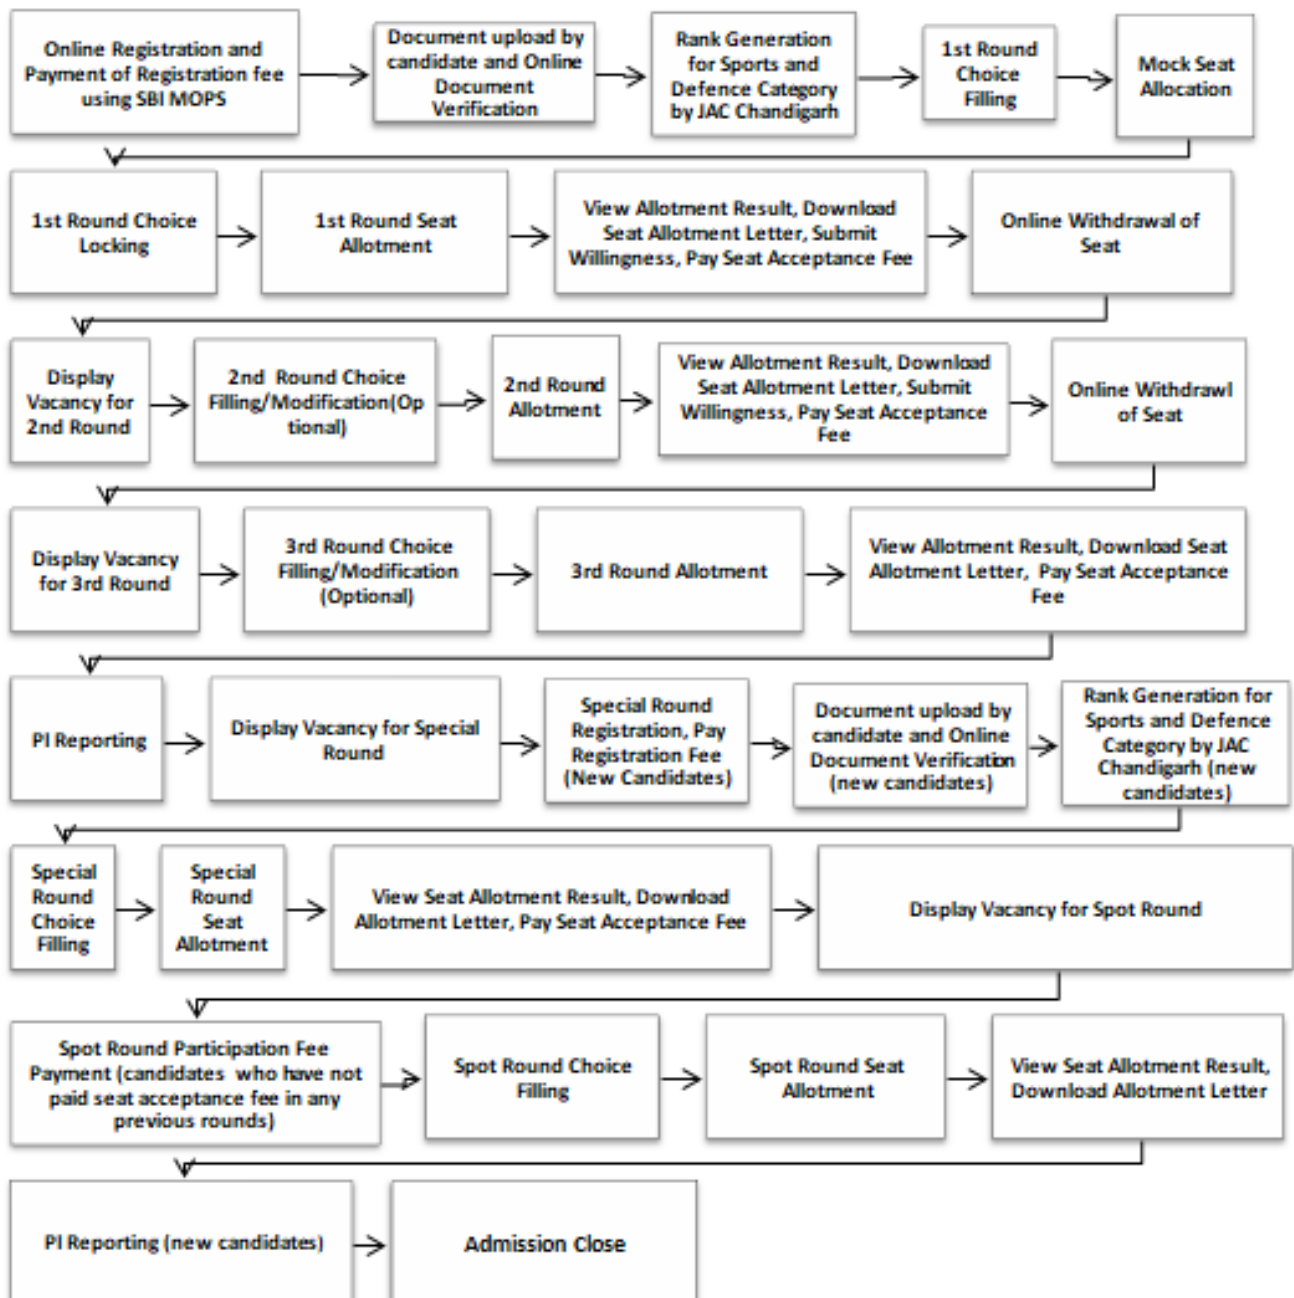 Online Registration and
Payment of Registration fee
using SBI MOPS
Document upload by
candidate and Online
Document
Verification
Rank Generation
for Sports and
Defence Category
by JAC Chandigarh
1st Round
Choice
Filling
Mock Seat
Allocation
1st Round Choice
Locking
1st Round Seat
Allotment
View Allotment Result, Download
Seat Allotment Letter, Submit
Willingness, Pay Seat Acceptance Fee
Online Withdrawal of
Seat
Display
Vacancy for
2nd Round
2nd Round Choice
Filling/Modification(Op
tional)
2nd Round
Allotment
View Allotment Result, Download
Seat Allotment Letter, Submit
Willingness, Pay Seat Acceptance
Fee
Online Withdrawl
of Seat
Display Vacancy
for 3rd Round
3rd Round Choice
Filling/Modification
(Optional)
3rd Round Allotment
View Allotment Result, Download Seat
Allotment Letter, Pay Seat Acceptance
Fee
PI Reporting
Display Vacancy for Special
Round
Special Round
Registration, Pay
Registration Fee
(New Candidates)
Document upload by
candidate and Online
Document Verification
(new candidates)
Rank Generation for
Sports and Defence
Category by JAC
Chandigarh (new
candidates)
Special
Round
Choice
Filling
Special
Round
Seat
Allotment
View Seat Allotment Result, Download
Allotment Letter, Pay Seat Acceptance Fee
Display Vacancy for Spot Round
Spot Round Participation Fee
Payment (candidates who have not
paid seat acceptance fee in any
previous rounds)
Spot Round Choice
Filling
Spot Round Seat
Allotment
View Seat Allotment Result,
Download Allotment Letter
PI Reporting (new candidates)
Admission Close